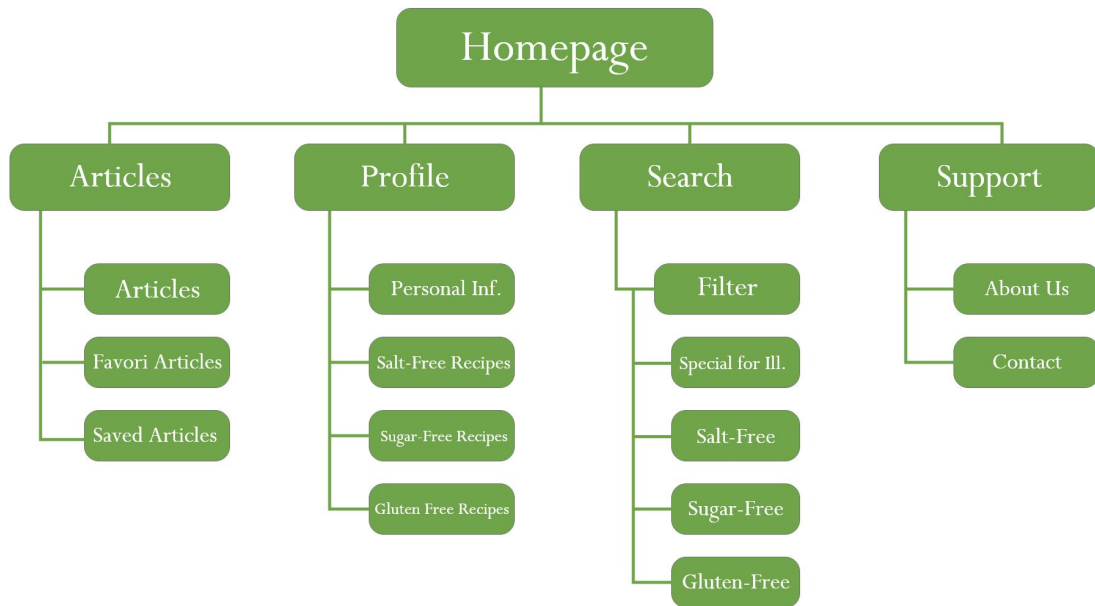 Homepage
Articles
Profile
Search
Support
Articles
Favori Articles
Saved Articles
Personal Inf.
Salt-Free Recipes
Sugar-Free Recipes
Gluten Free Recipes
Filter
Special for Ill.
Salt-Free
Sugar-Free
Gluten-Free
About Us
Contact